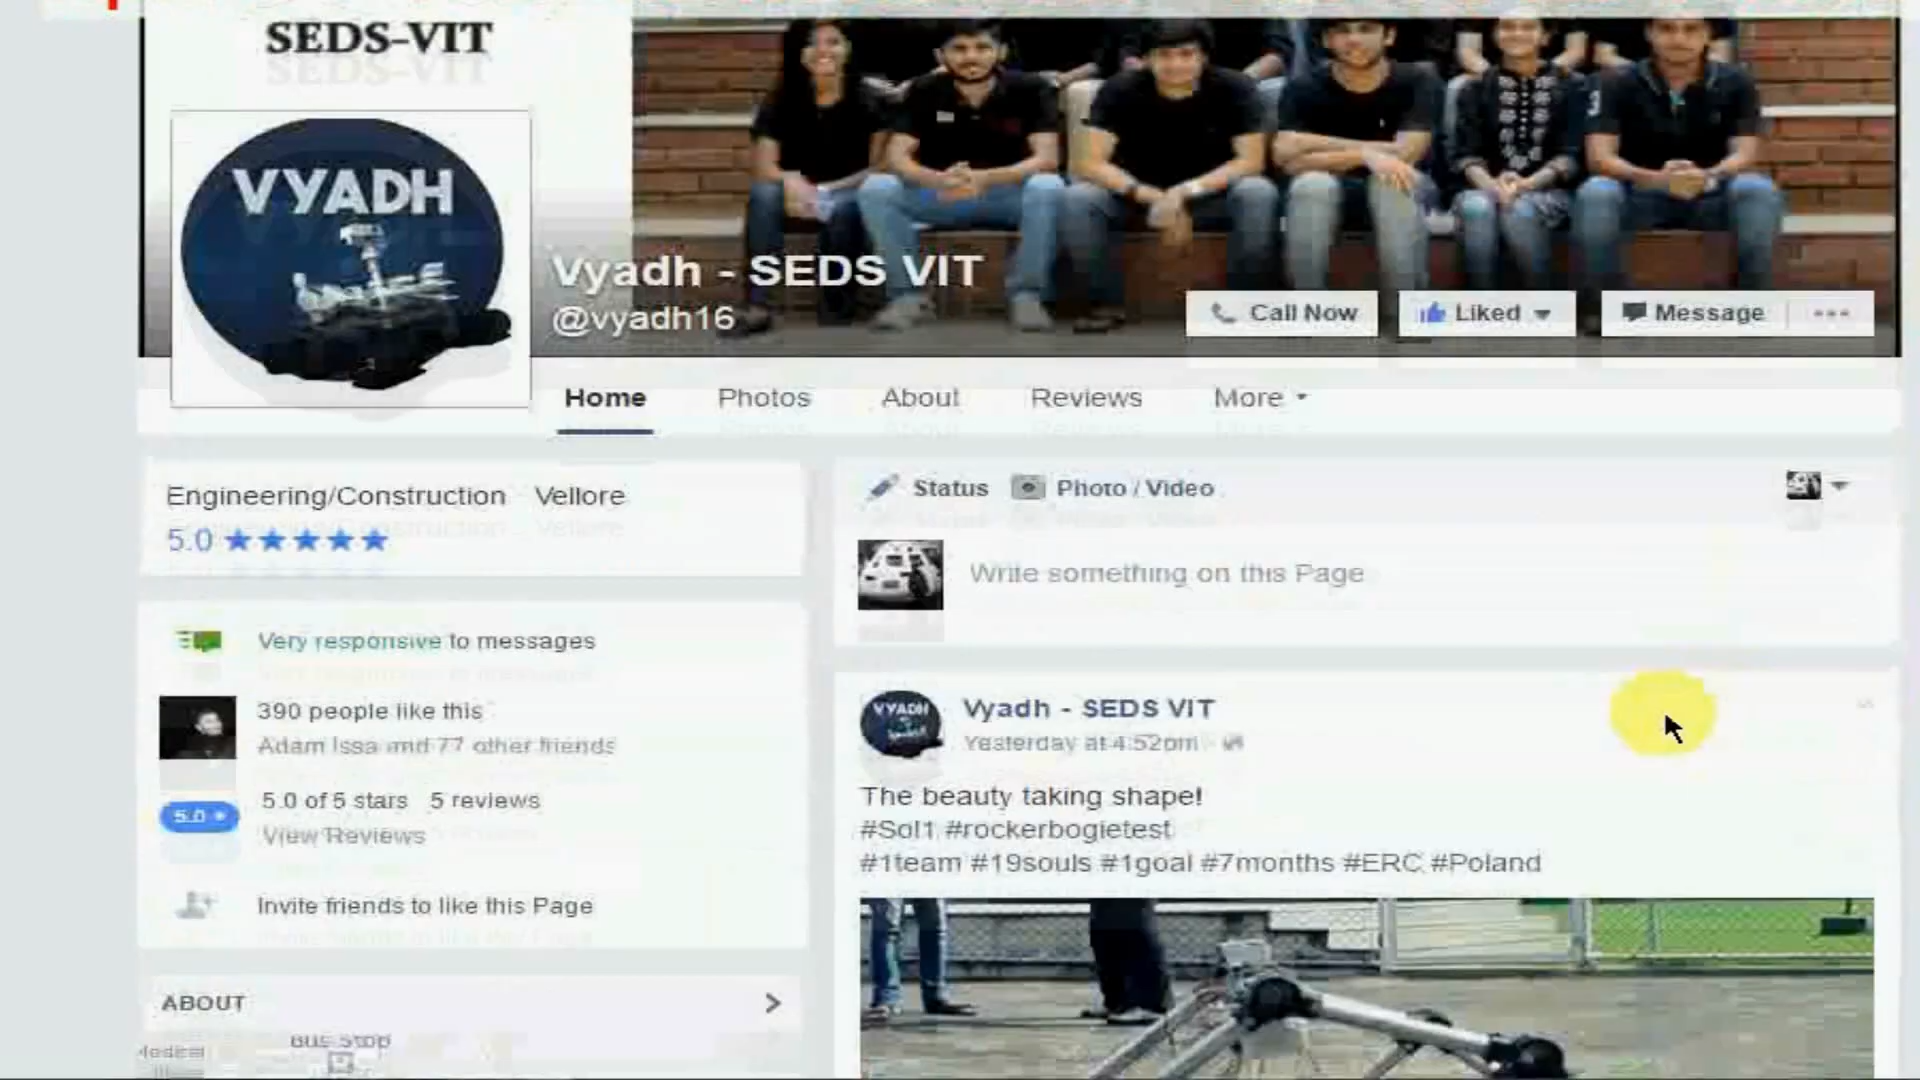 SEDS-VIT
VYADH
Vyadh - SEDS VIT
@vyadh16
Call Now
Liked
Message
Home
Photos
About
Reviews
More
Engineering/Construction Vellore
5.0
Very responsive to messages
390 people like this
Adam Issa and 77 other friends
5.0
5.0 of 5 stars 5 reviews
View Reviews
Invite friends to like this Page
ABOUT
Bus Stop
Status
Photo / Video
Write something on this Page
VYADH
Vyadh - SEDS VIT
Yesterday at 4:52pm
The beauty taking shape!
#Sol1 #rockerbogietest
#1team #19souls #1goal #7months #ERC #Poland